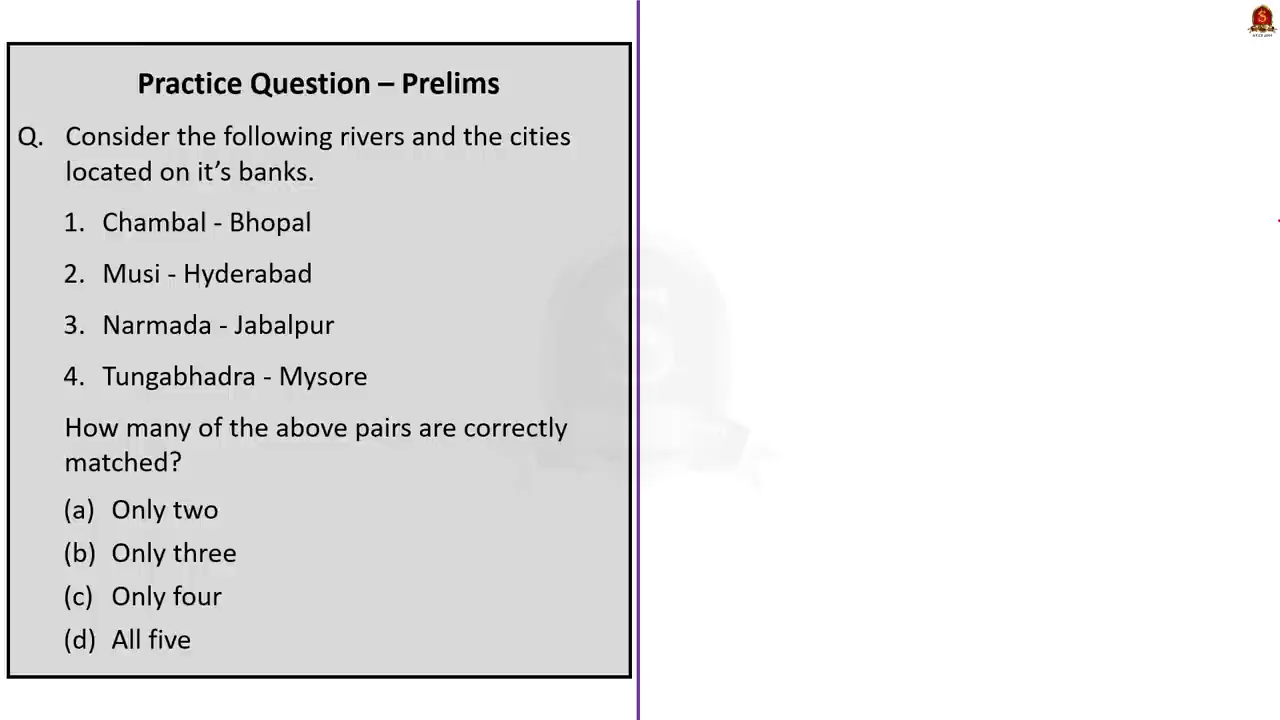 Practice Question – Prelims
Q. Consider the following rivers and the cities
located on it’s banks.
1. Chambal - Bhopal
2. Musi - Hyderabad
3. Narmada - Jabalpur
4. Tungabhadra - Mysore
How many of the above pairs are correctly
matched?
(a) Only two
(b) Only three
(c) Only four
(d) All five